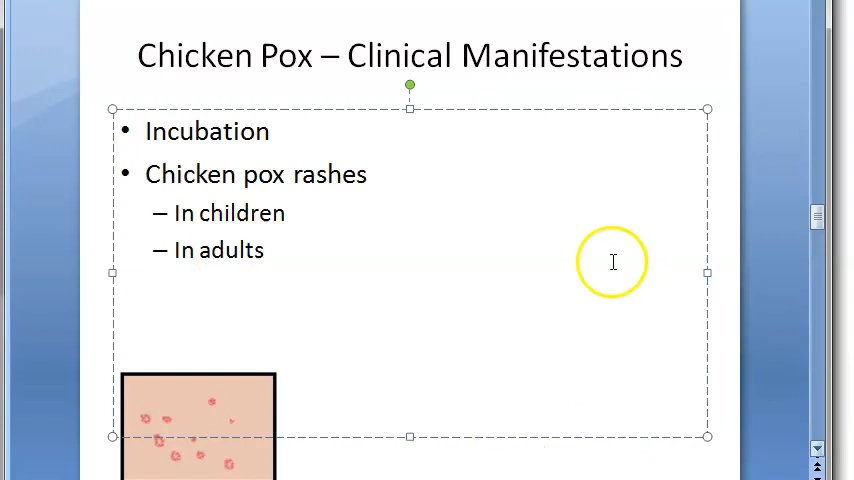 Chicken Pox – Clinical Manifestations
• Incubation
• Chicken pox rashes
– In children
– In adults